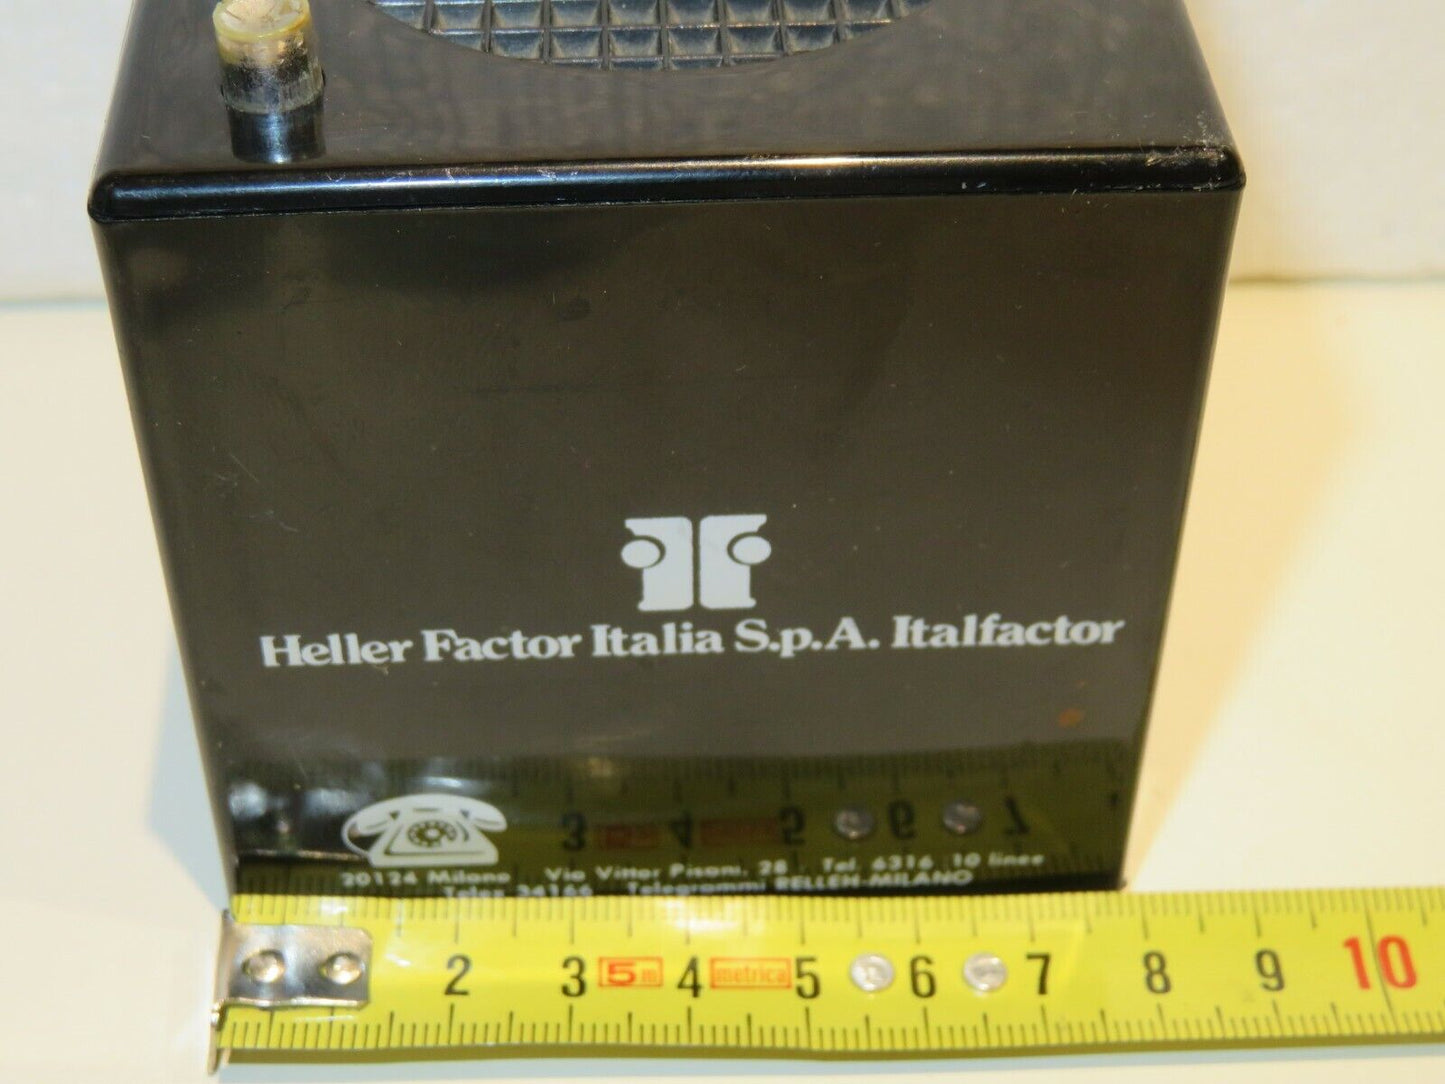 Heller Factor Italia S.p.A. Italfactor
20124 Milano Via Vittor Pisani, 28 Tel. 6316 10 linee
Telex 34166 Telegrammi RELLEH-MILANO
2 3 5m 4 metrica 5 6 7 8 9 10